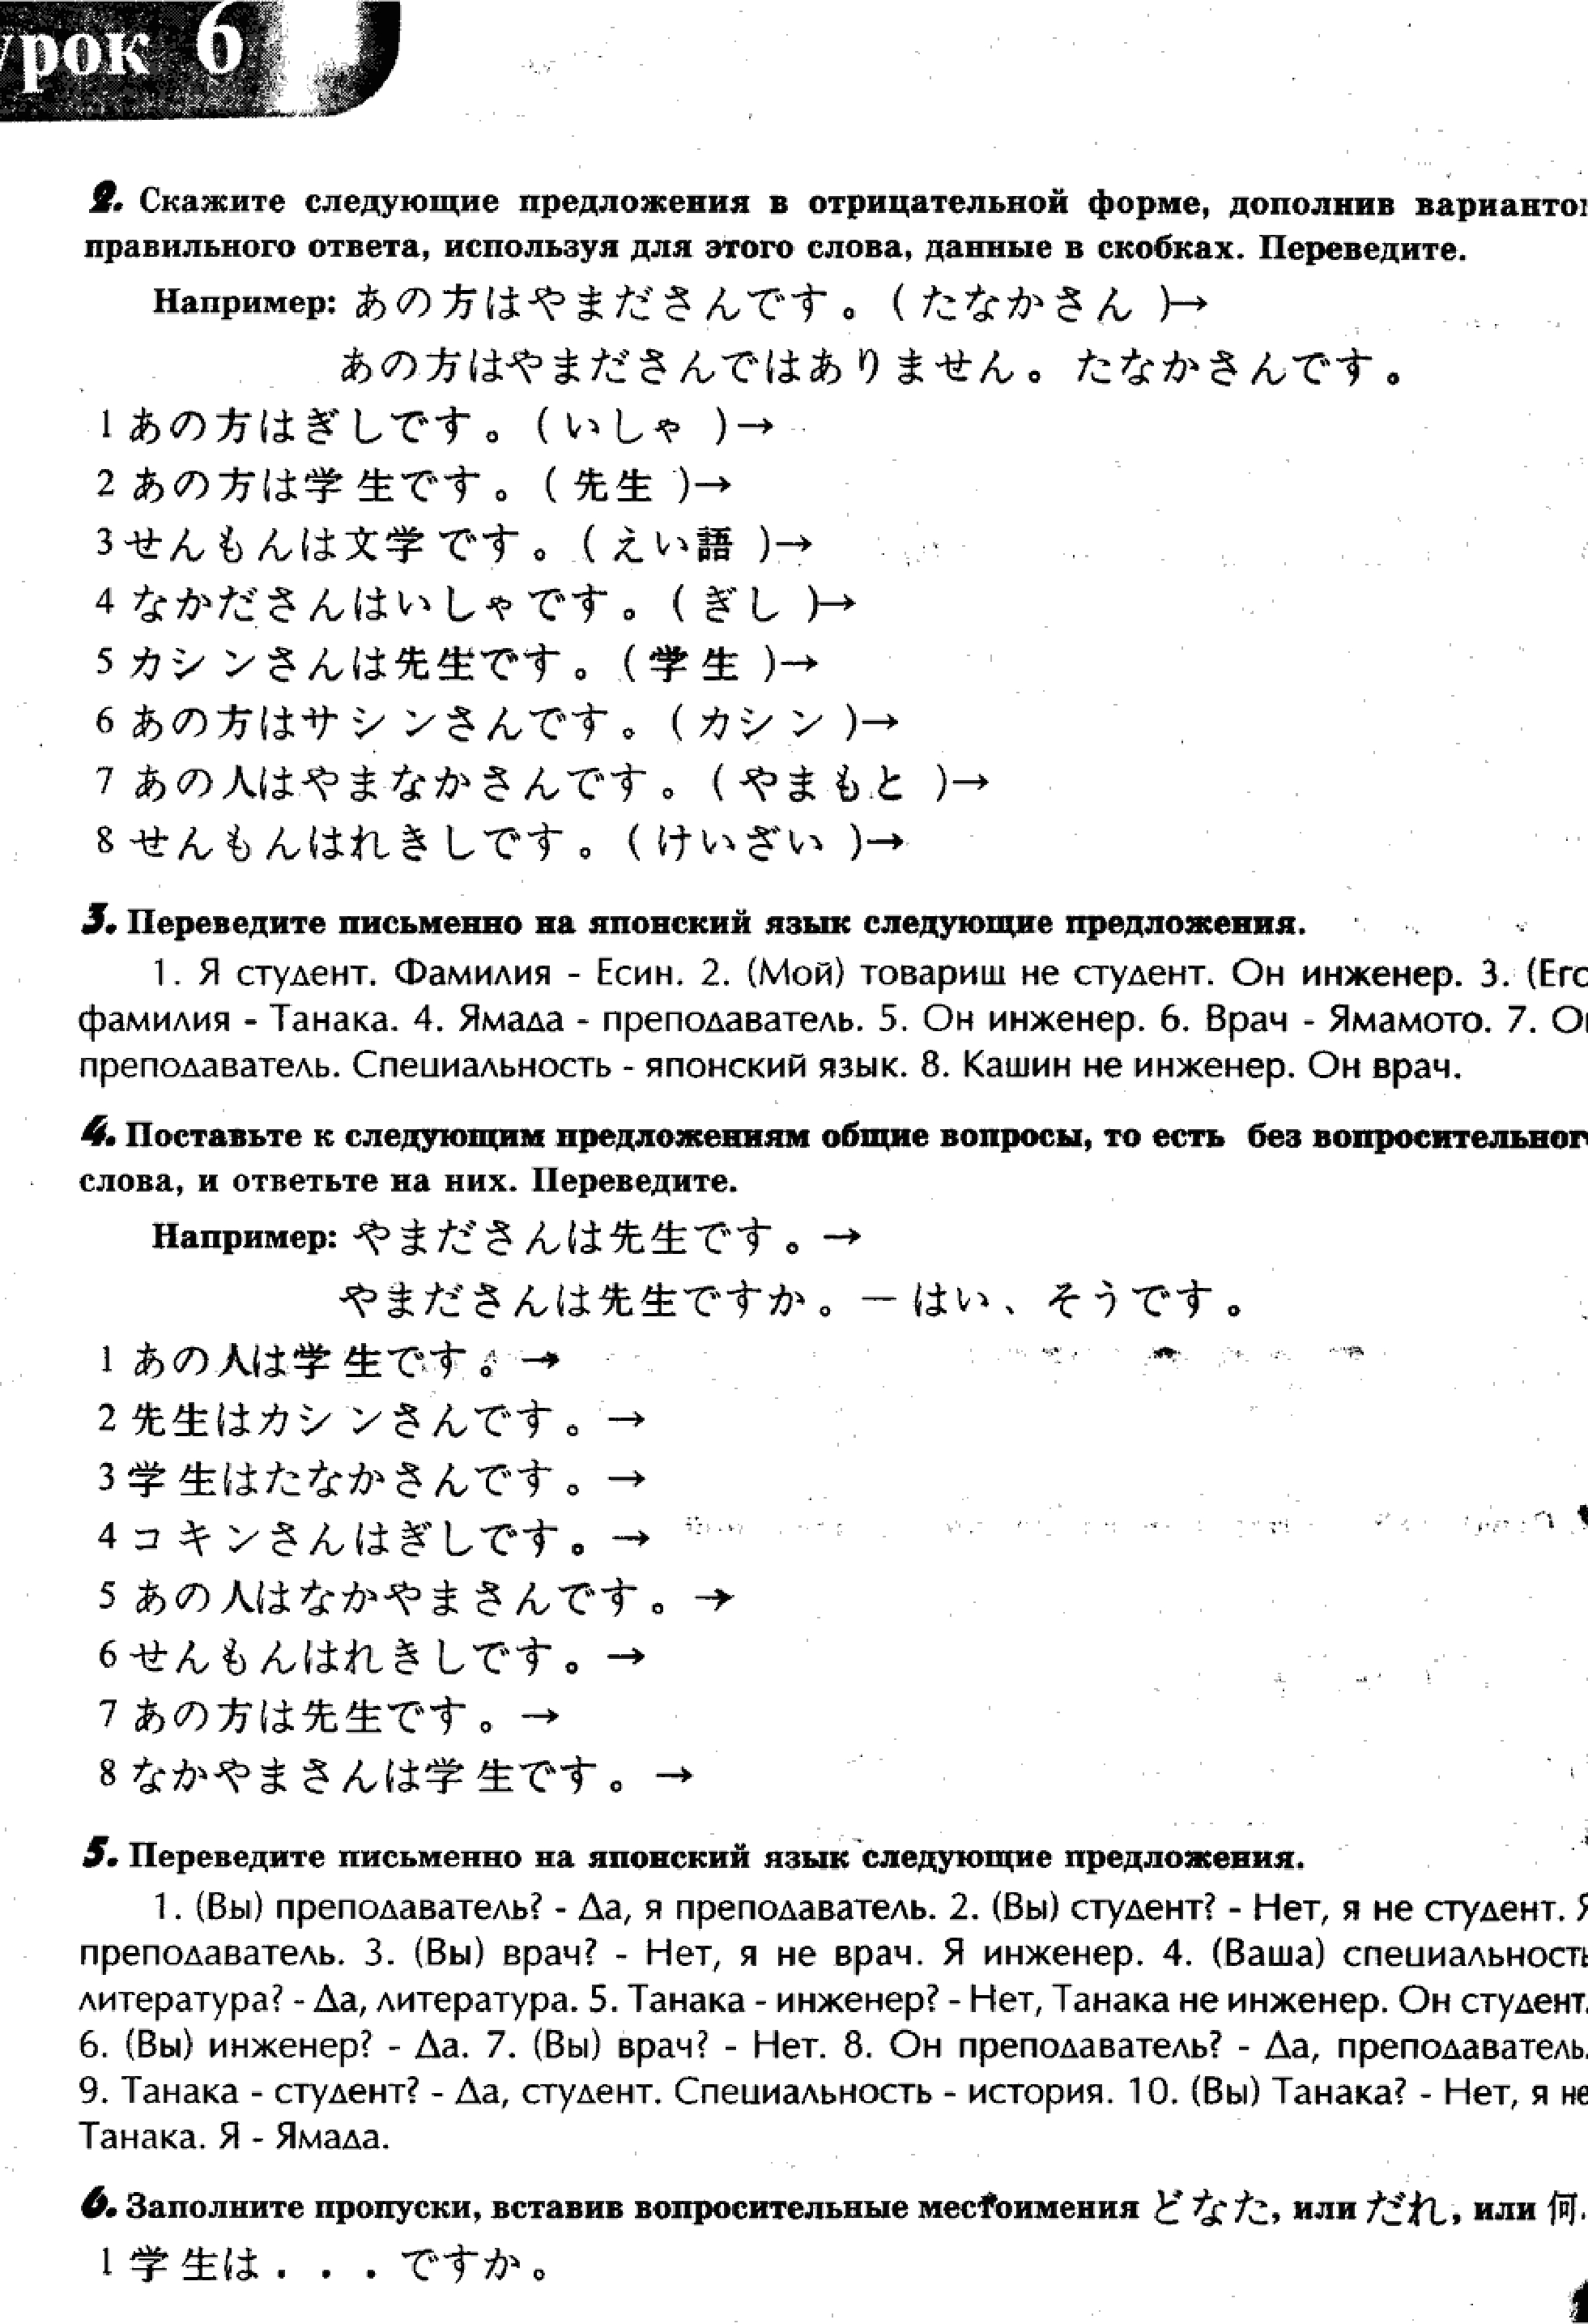 урок 6
2. Скажите следующие предложения в отрицательной форме, дополнив
правильного ответа, используя для этого слова, данные в скобках. Переведите.
Например: あの方はやまださんです。(たなかさん)→
あの方はやまださんではありません。たなかさんです。
1 あの方はぎしです。(いしゃ)→
2 あの方は学生です。(先生)→
3 せんもんは文学です。(えい語)→
4 なかださんはいしゃです。(ぎし)→
5 カシンさんは先生です。(学生)→
6 あの方はサシンさんです。(カシン)→
7 あの人はやまなかさんです。(やまもと)→
8 せんもんはれきしです。(けいざい)→
3. Переведите письменно на японский язык следующие предложения.
1. Я студент. Фамилия - Есин. 2. (Мой) товарищ не студент. Он инженер. 3. (Его
фамилия - Танака. 4. Ямада - преподаватель. 5. Он инженер. 6. Врач - Ямамото. 7.
преподаватель. Специальность - японский язык. 8. Кашин не инженер. Он врач.
4. Поставьте к следующим предложениям общие вопросы, то есть без
слова, и ответьте на них. Переведите.
Например: やまださんは先生です。→
やまださんは先生ですか。― はい、そうです。
1 あの人は学生です。→
2 先生はカシンさんです。→
3 学生はたなかさんです。→
4 コキンさんはぎしです。→
5 あの人はなかやまさんです。→
6 せんもんはれきしです。→
7 あの方は先生です。→
8 なかやまさんは学生です。→
5. Переведите письменно на японский язык следующие предложения.
1. (Вы) преподаватель? - Да, я преподаватель. 2. (Вы) студент? - Нет, я не студент. Я
преподаватель. 3. (Вы) врач? - Нет, я не врач. Я инженер. 4. (Ваша) специальность
литература? - Да, литература. 5. Танака - инженер? - Нет, Танака не инженер. Он студент.
6. (Вы) инженер? - Да. 7. (Вы) врач? - Нет. 8. Он преподаватель? - Да, преподаватель.
9. Танака - студент? - Да, студент. Специальность - история. 10. (Вы) Танака? - Нет, я не
Танака. Я - Ямада.
6. Заполните пропуски, вставив вопросительные местоимения どなた, или だれ, или 何.
1 学生は . . . ですか。